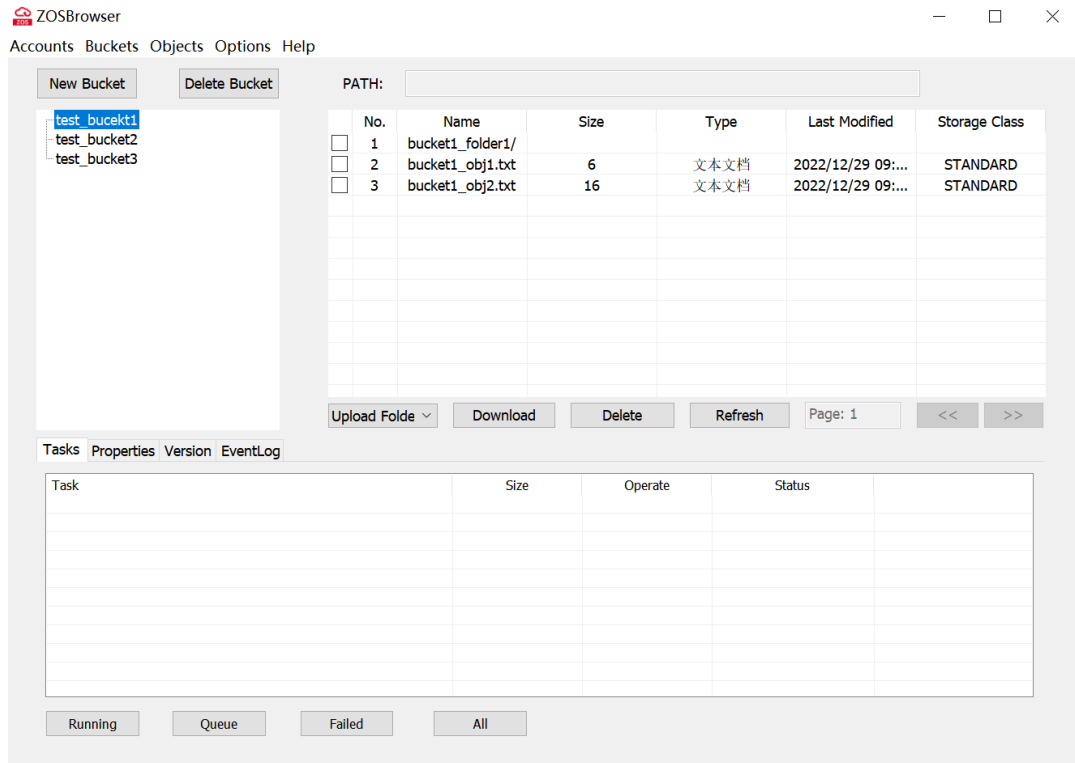 ZOS ZOSBrowser
Accounts Buckets Objects Options Help
New Bucket Delete Bucket PATH:
test_bucekt1
test_bucket2
test_bucket3
No. Name Size Type Last Modified Storage Class
1 bucket1_folder1/
2 bucket1_obj1.txt 6 文本文档 2022/12/29 09:... STANDARD
3 bucket1_obj2.txt 16 文本文档 2022/12/29 09:... STANDARD
Upload Folde Download Delete Refresh Page: 1 << >>
Tasks Properties Version EventLog
Task Size Operate Status
Running Queue Failed All